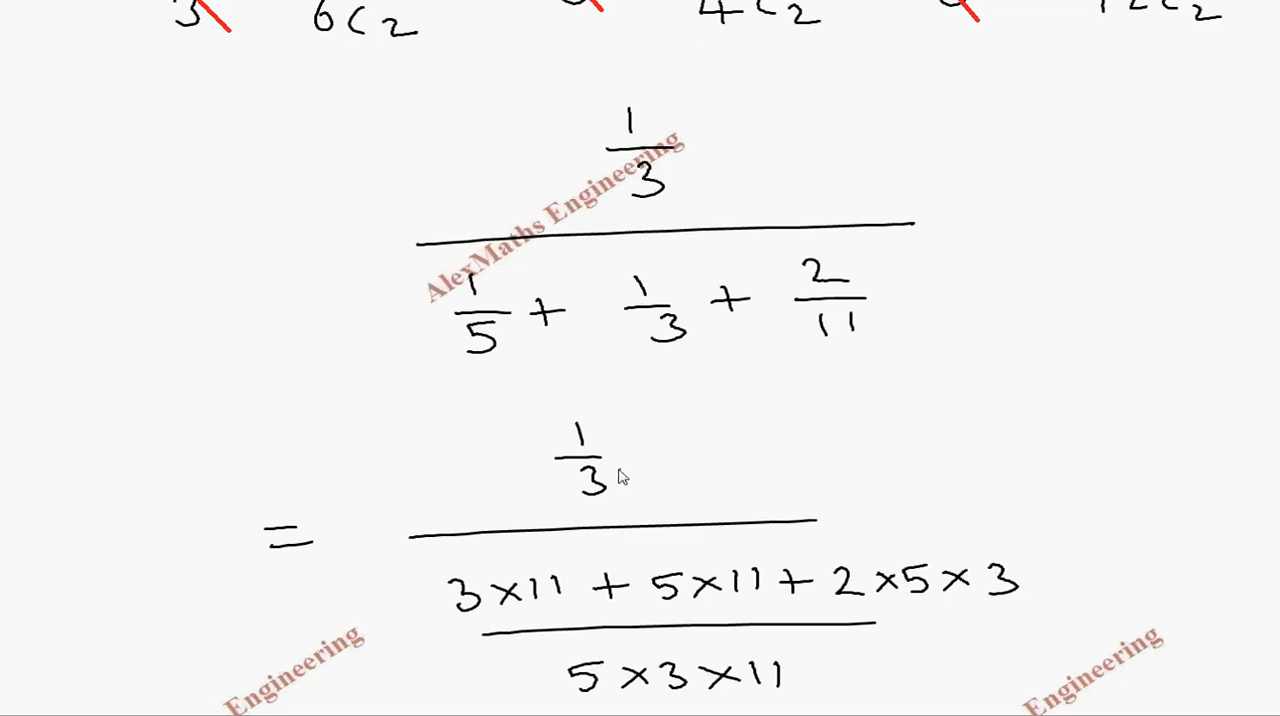 3 6C2 4C2 12C2
1
3
AlexMaths Engineering
1/5 + 1/3 + 2/11
1
3
=
3×11 + 5×11 + 2×5×3
5×3×11
Engineering Engineering